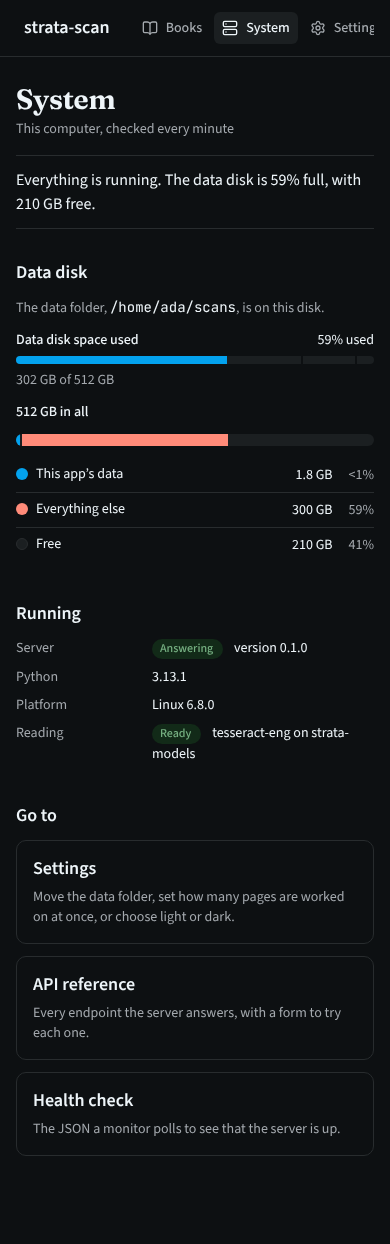 strata-scan Books System Setting
System
This computer, checked every minute
Everything is running. The data disk is 59% full, with
210 GB free.
Data disk
The data folder, /home/ada/scans, is on this disk.
Data disk space used 59% used
302 GB of 512 GB
512 GB in all
This app’s data 1.8 GB <1%
Everything else 300 GB 59%
Free 210 GB 41%
Running
Server Answering version 0.1.0
Python 3.13.1
Platform Linux 6.8.0
Reading Ready tesseract-eng on strata-
models
Go to
Settings
Move the data folder, set how many pages are worked
on at once, or choose light or dark.
API reference
Every endpoint the server answers, with a form to try
each one.
Health check
The JSON a monitor polls to see that the server is up.